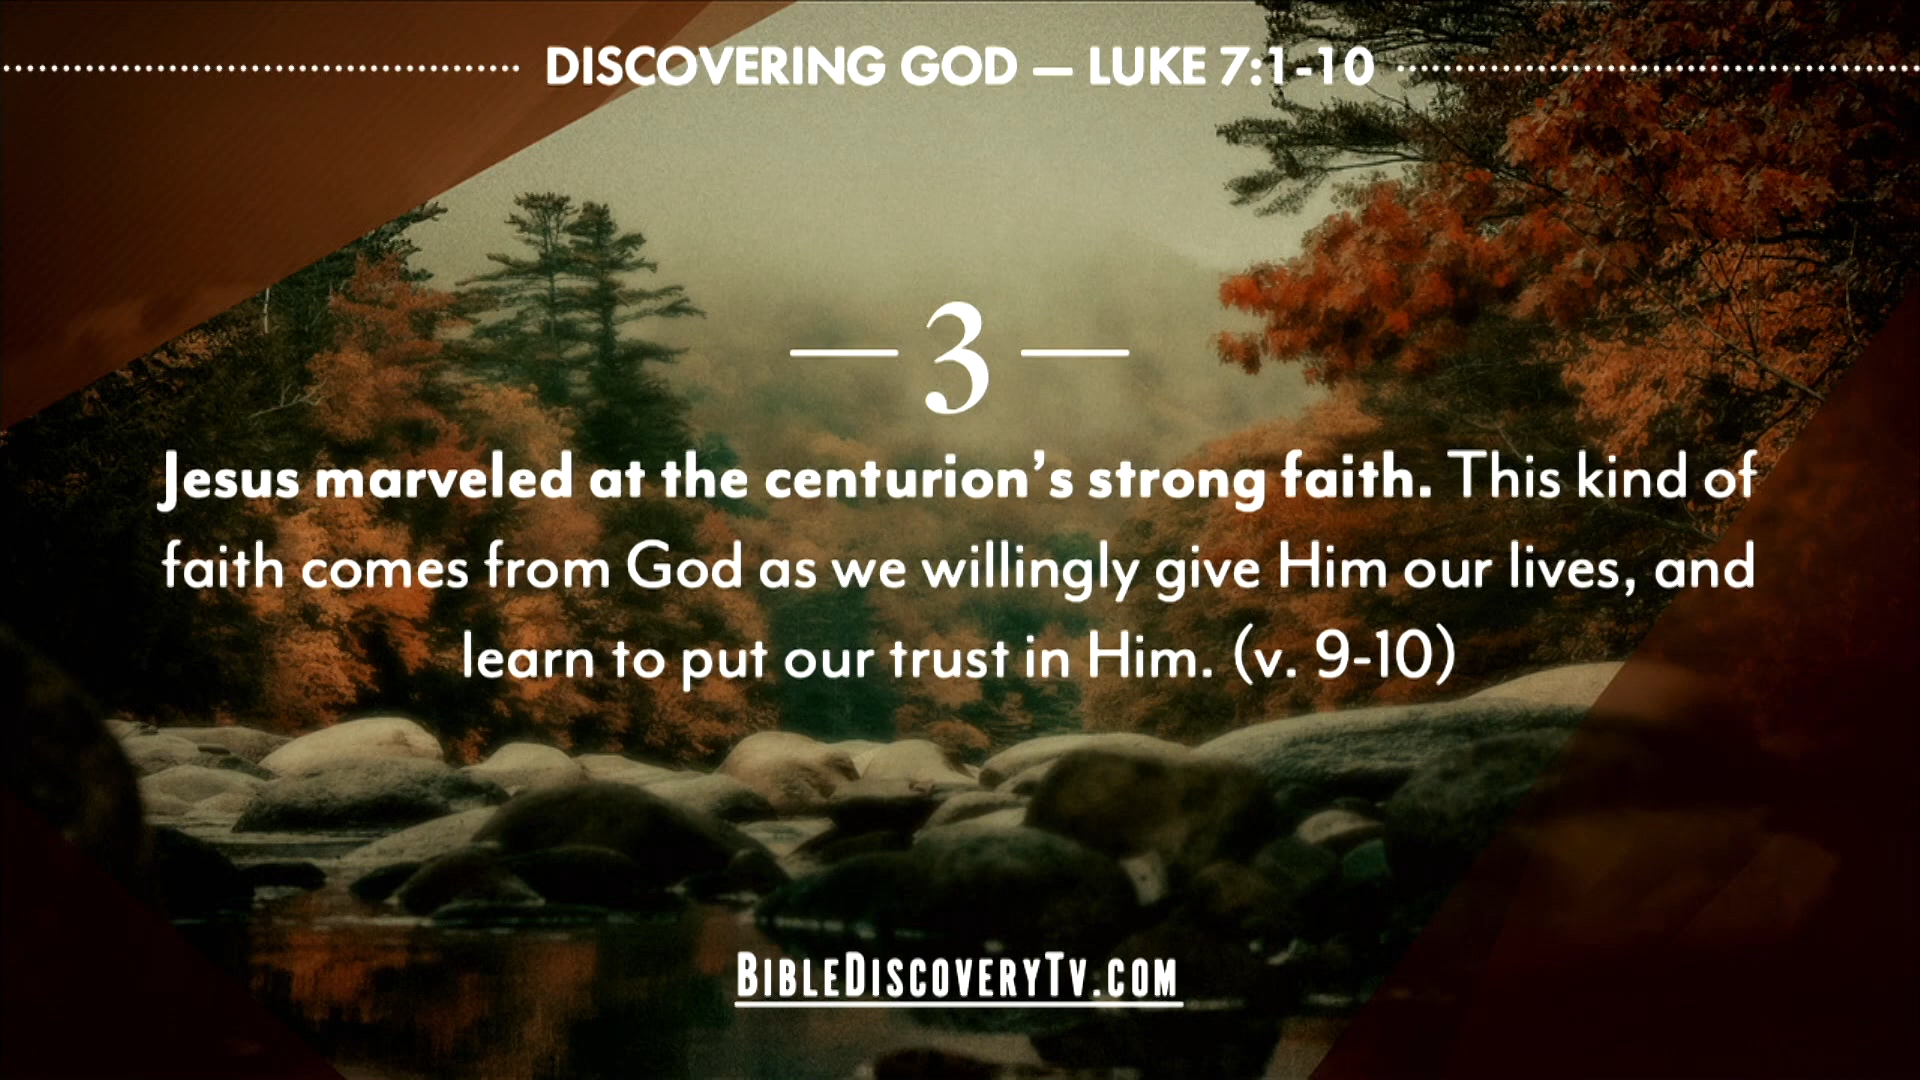 DISCOVERING GOD — LUKE 7:1-10
— 3 —
Jesus marveled at the centurion’s strong faith. This kind of
faith comes from God as we willingly give Him our lives, and
learn to put our trust in Him. (v. 9-10)
BIBLEDISCOVERYTV.COM